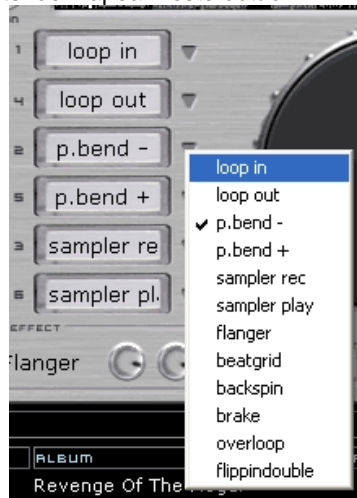 1 loop in
4 loop out
2 p.bend -
5 p.bend +
3 sampler re
6 sampler pl.
EFFECT
Flanger
ALBUM
Revenge Of The
loop in
loop out
✓ p.bend -
p.bend +
sampler rec
sampler play
flanger
beatgrid
backspin
brake
overloop
flippindouble